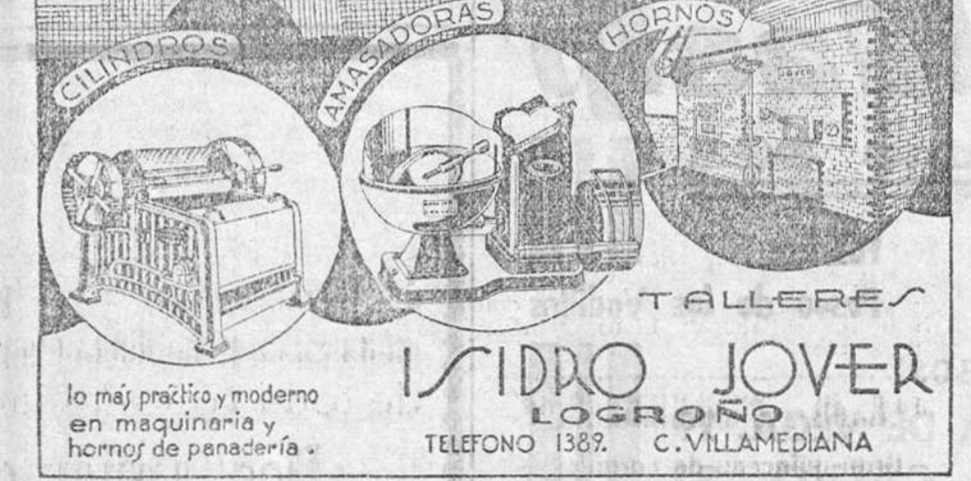 CILINDROS
AMASADORAS
HORNOS
JOVER
TALLERES
ISIDRO JOVER
LOGROÑO
TELEFONO 1389. C. VILLAMEDIANA
lo más practico y moderno
en maquinaria y
hornos de panadería.